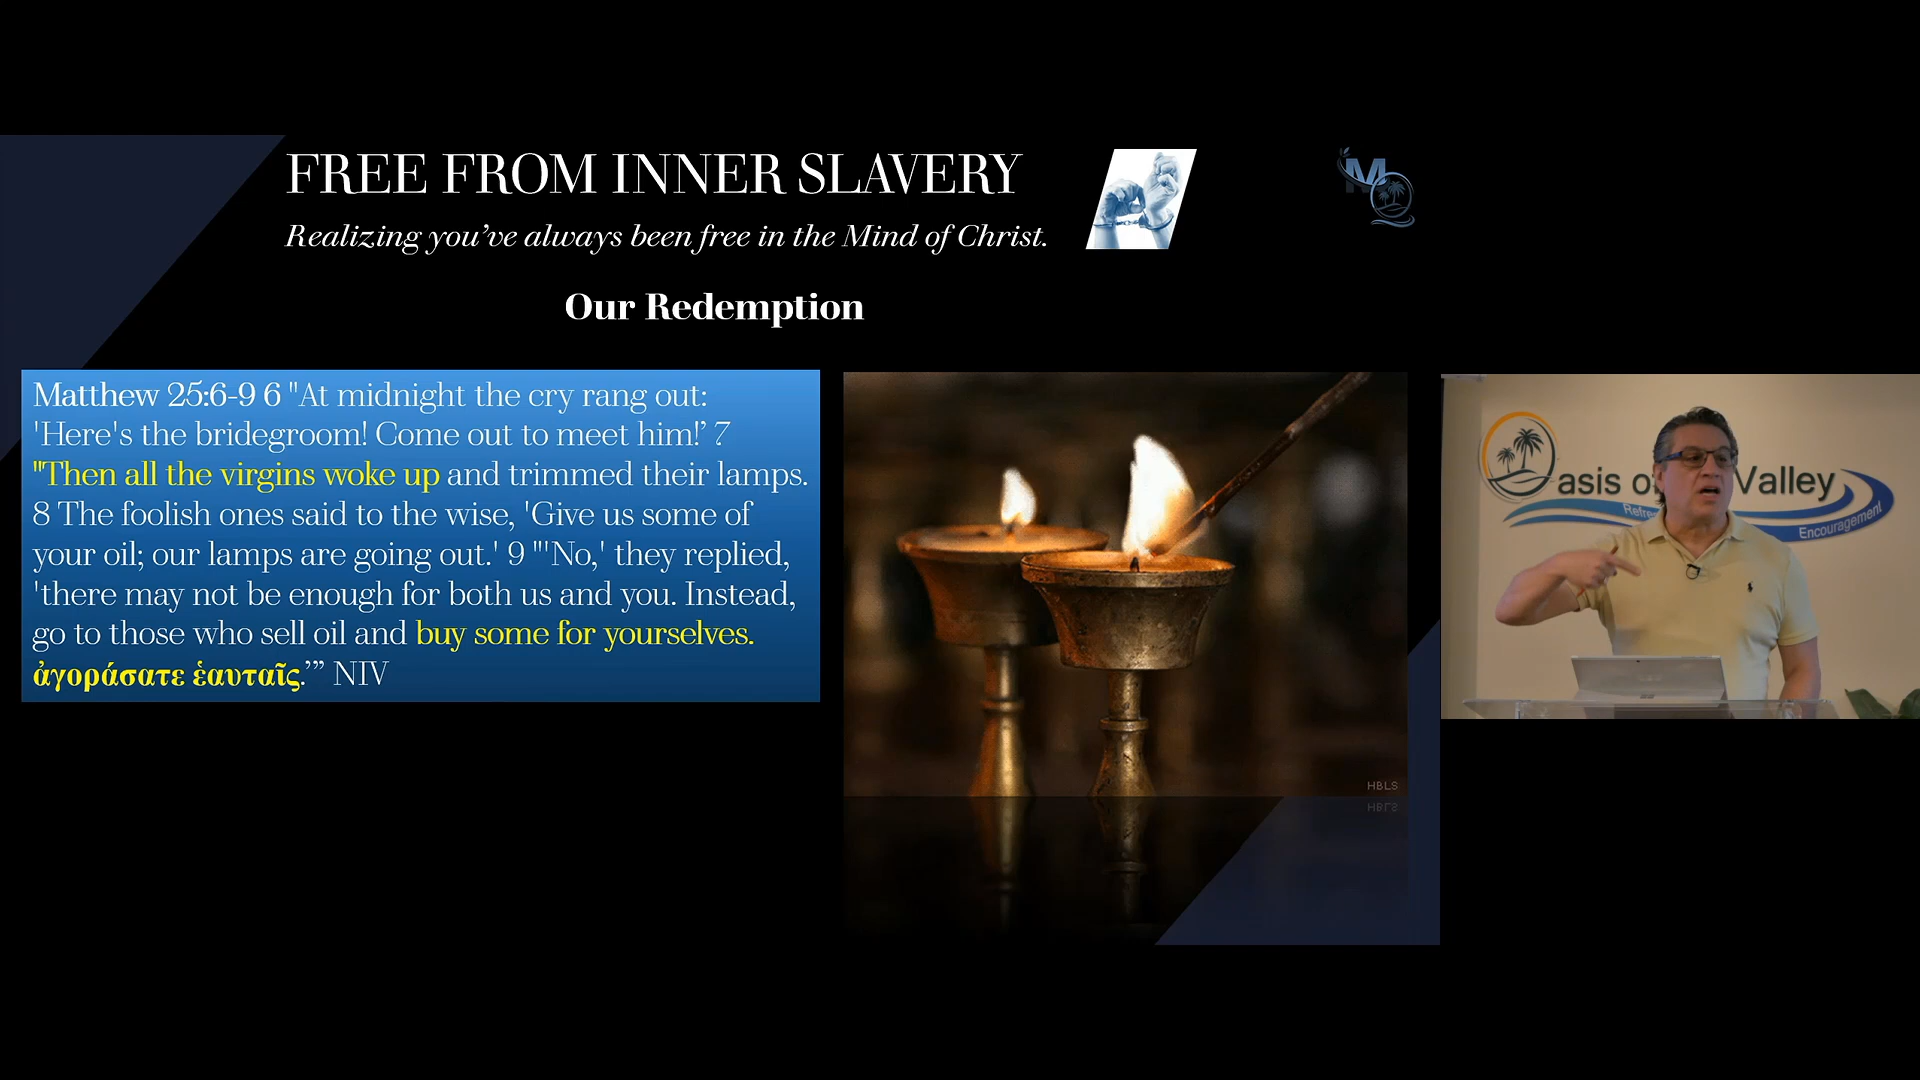 FREE FROM INNER SLAVERY
Realizing you’ve always been free in the Mind of Christ.
M
Our Redemption
Matthew 25:6-9 6 "At midnight the cry rang out:
'Here's the bridegroom! Come out to meet him!’ 7
"Then all the virgins woke up and trimmed their lamps.
8 The foolish ones said to the wise, 'Give us some of
your oil; our lamps are going out.' 9 "'No,' they replied,
'there may not be enough for both us and you. Instead,
go to those who sell oil and buy some for yourselves.
ἀγοράσατε ἑαυταῖς.’” NIV
HBLS
asis o Valley
Refre
Encouragement